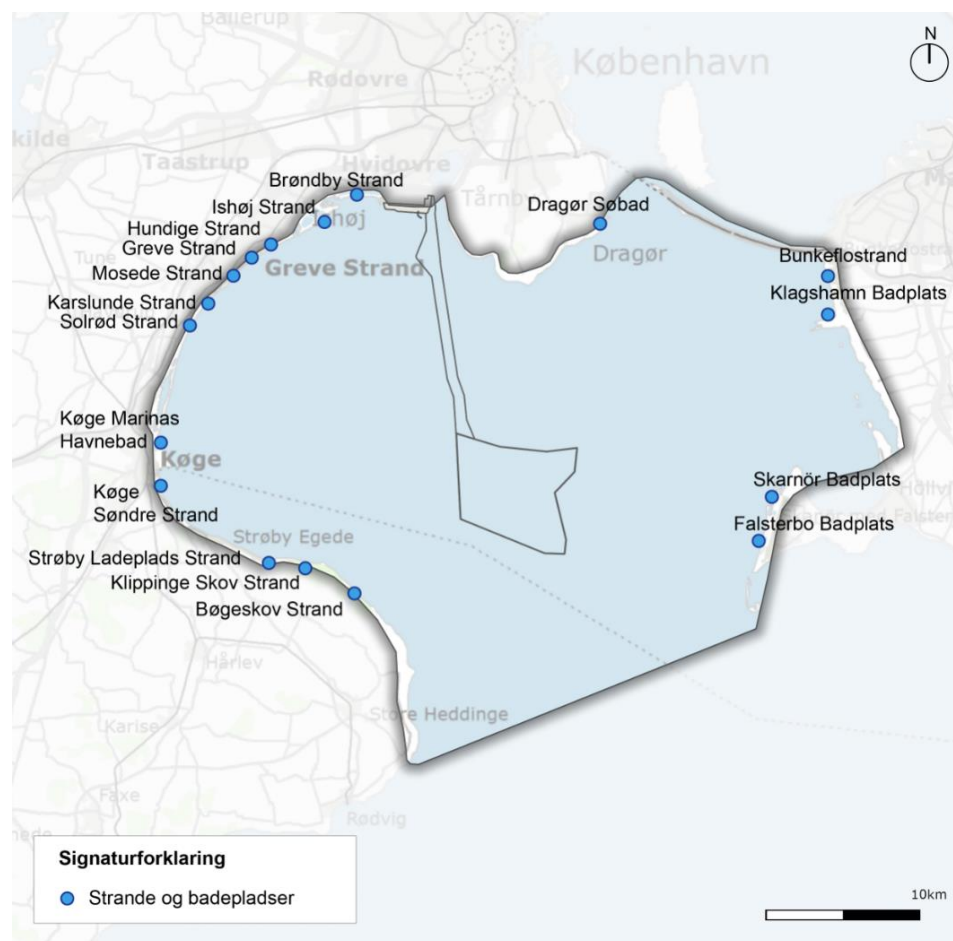 Ballerup
København
N
Rødovre
kilde
Taastrup
Hvidovre
Brøndby Strand
Tårnb
Ishøj Strand
Ishøj
Dragør Søbad
Hundige Strand
Greve Strand
Dragør
Bunkeflostrand
Tune
Mosede Strand
Greve Strand
Klagshamn Badplats
Karslunde Strand
Solrød Strand
Køge Marinas
Havnebad
Køge
Skarnör Badplats
Køge
Søndre Strand
Falsterbo Badplats
Strøby Egede
Strøby Ladeplads Strand
Klippinge Skov Strand
Bøgeskov Strand
Hårlev
Store Heddinge
Karise
Faxe
Rødvig
Signaturforklaring
Strande og badepladser
10km